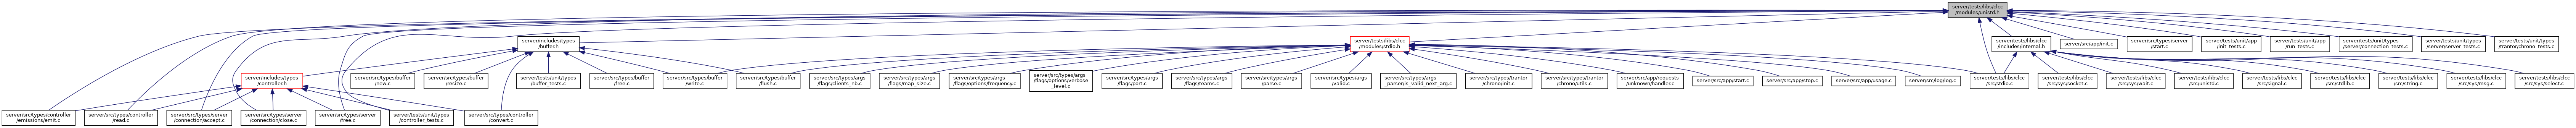 server/tests/libs/clcc
/modules/unistd.h
server/includes/types
/buffer.h
server/tests/libs/clcc
/modules/stdio.h
server/tests/libs/clcc
/includes/internal.h
server/src/app/init.c
server/src/types/server
/start.c
server/tests/unit/app
/init_tests.c
server/tests/unit/app
/run_tests.c
server/tests/unit/types
/server/connection_tests.c
server/tests/unit/types
/server/server_tests.c
server/tests/unit/types
/trantor/chrono_tests.c
server/includes/types
/controller.h
server/src/types/buffer
/new.c
server/src/types/buffer
/resize.c
server/tests/unit/types
/buffer_tests.c
server/src/types/buffer
/free.c
server/src/types/buffer
/write.c
server/src/types/buffer
/flush.c
server/src/types/args
/flags/clients_nb.c
server/src/types/args
/flags/map_size.c
server/src/types/args
/flags/options/frequency.c
server/src/types/args
/flags/options/verbose
_level.c
server/src/types/args
/flags/port.c
server/src/types/args
/flags/teams.c
server/src/types/args
/parse.c
server/src/types/args
/valid.c
server/src/types/args
/parser/is_valid_next_arg.c
server/src/types/trantor
/chrono/init.c
server/src/types/trantor
/chrono/utils.c
server/src/app/requests
/unknown/handler.c
server/src/app/start.c
server/src/app/stop.c
server/src/app/usage.c
server/src/log/log.c
server/tests/libs/clcc
/src/stdio.c
server/tests/libs/clcc
/src/sys/socket.c
server/tests/libs/clcc
/src/sys/wait.c
server/tests/libs/clcc
/src/unistd.c
server/tests/libs/clcc
/src/signal.c
server/tests/libs/clcc
/src/stdlib.c
server/tests/libs/clcc
/src/string.c
server/tests/libs/clcc
/src/sys/msg.c
server/tests/libs/clcc
/src/sys/select.c
server/src/types/controller
/emissions/emit.c
server/src/types/controller
/read.c
server/src/types/server
/connection/accept.c
server/src/types/server
/connection/close.c
server/src/types/server
/free.c
server/tests/unit/types
/controller_tests.c
server/src/types/controller
/convert.c